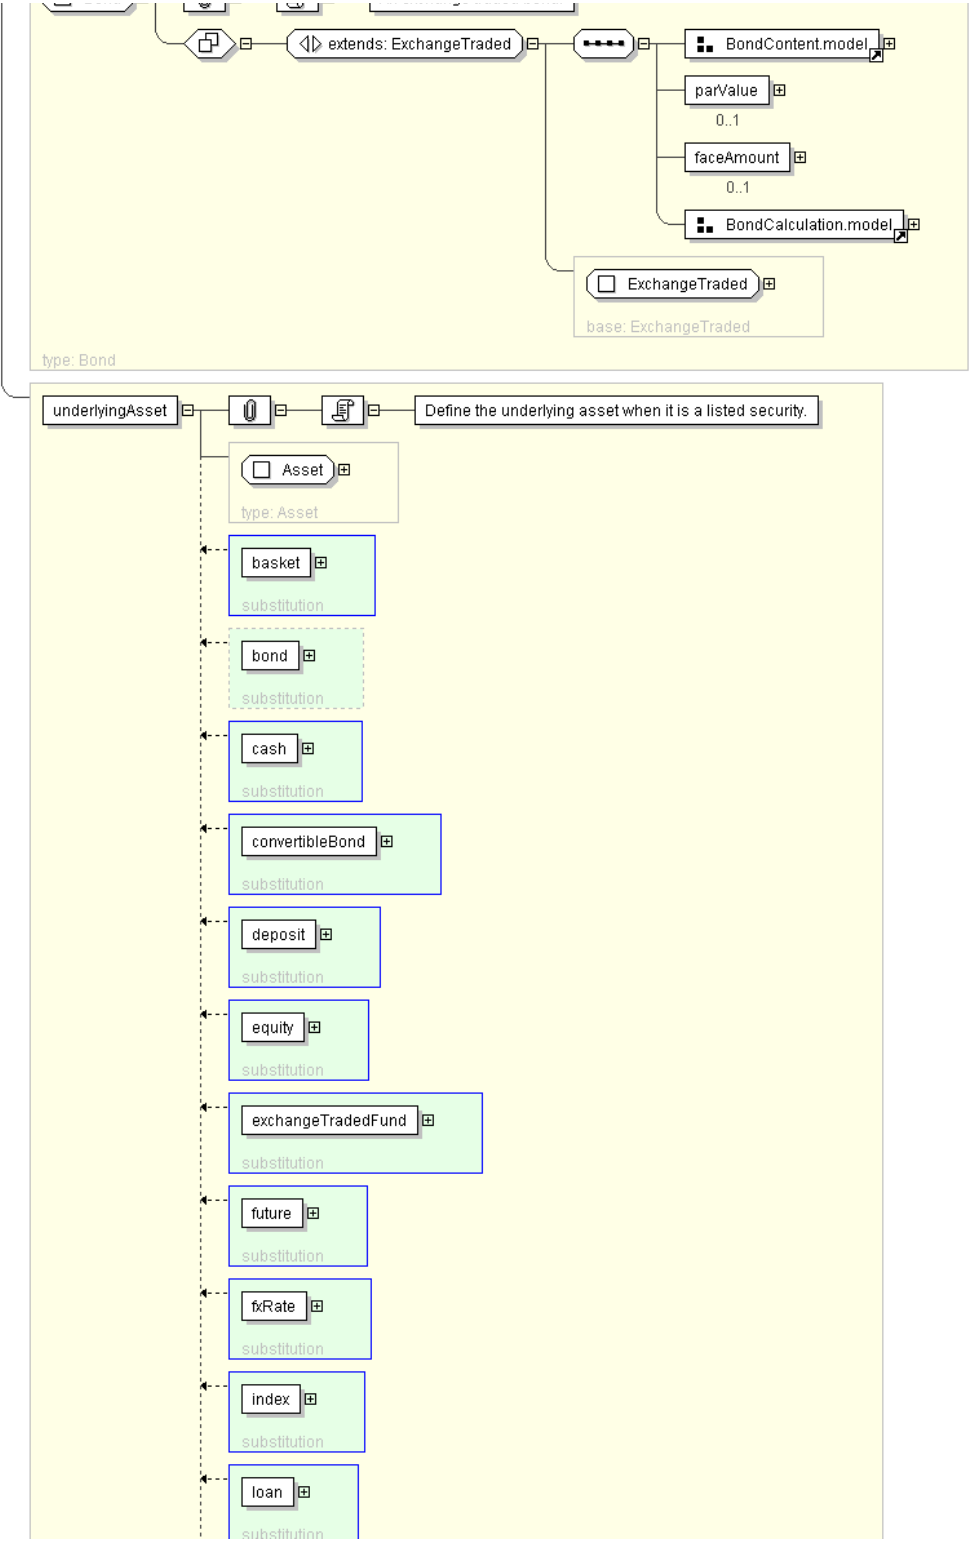 extends: ExchangeTraded
BondContent.model
parValue
0..1
faceAmount
0..1
BondCalculation.model
ExchangeTraded
base: ExchangeTraded
type: Bond
underlyingAsset
Define the underlying asset when it is a listed security.
Asset
type: Asset
basket
substitution
bond
substitution
cash
substitution
convertibleBond
substitution
deposit
substitution
equity
substitution
exchangeTradedFund
substitution
future
substitution
fxRate
substitution
index
substitution
loan
substitution